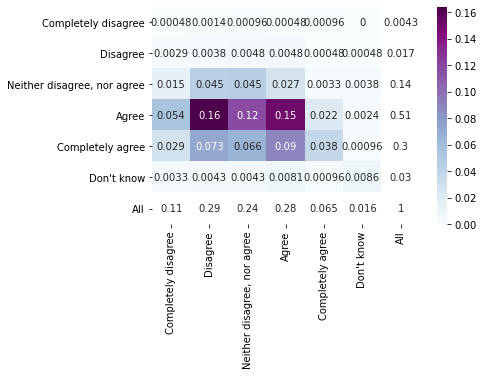 Completely disagree 0.00048 0.0014 0.00096 0.00048 0.00096 0 0.0043
Disagree 0.0029 0.0038 0.0048 0.0048 0.00048 0.00048 0.017
Neither disagree, nor agree 0.015 0.045 0.045 0.027 0.0033 0.0038 0.14
Agree 0.054 0.16 0.12 0.15 0.022 0.0024 0.51
Completely agree 0.029 0.073 0.066 0.09 0.038 0.00096 0.3
Don't know 0.0033 0.0043 0.0043 0.0081 0.00096 0.0086 0.03
All 0.11 0.29 0.24 0.28 0.065 0.016 1
Completely disagree
Disagree
Neither disagree, nor agree
Agree
Completely agree
Don't know
All
0.16
0.14
0.12
0.10
0.08
0.06
0.04
0.02
0.00